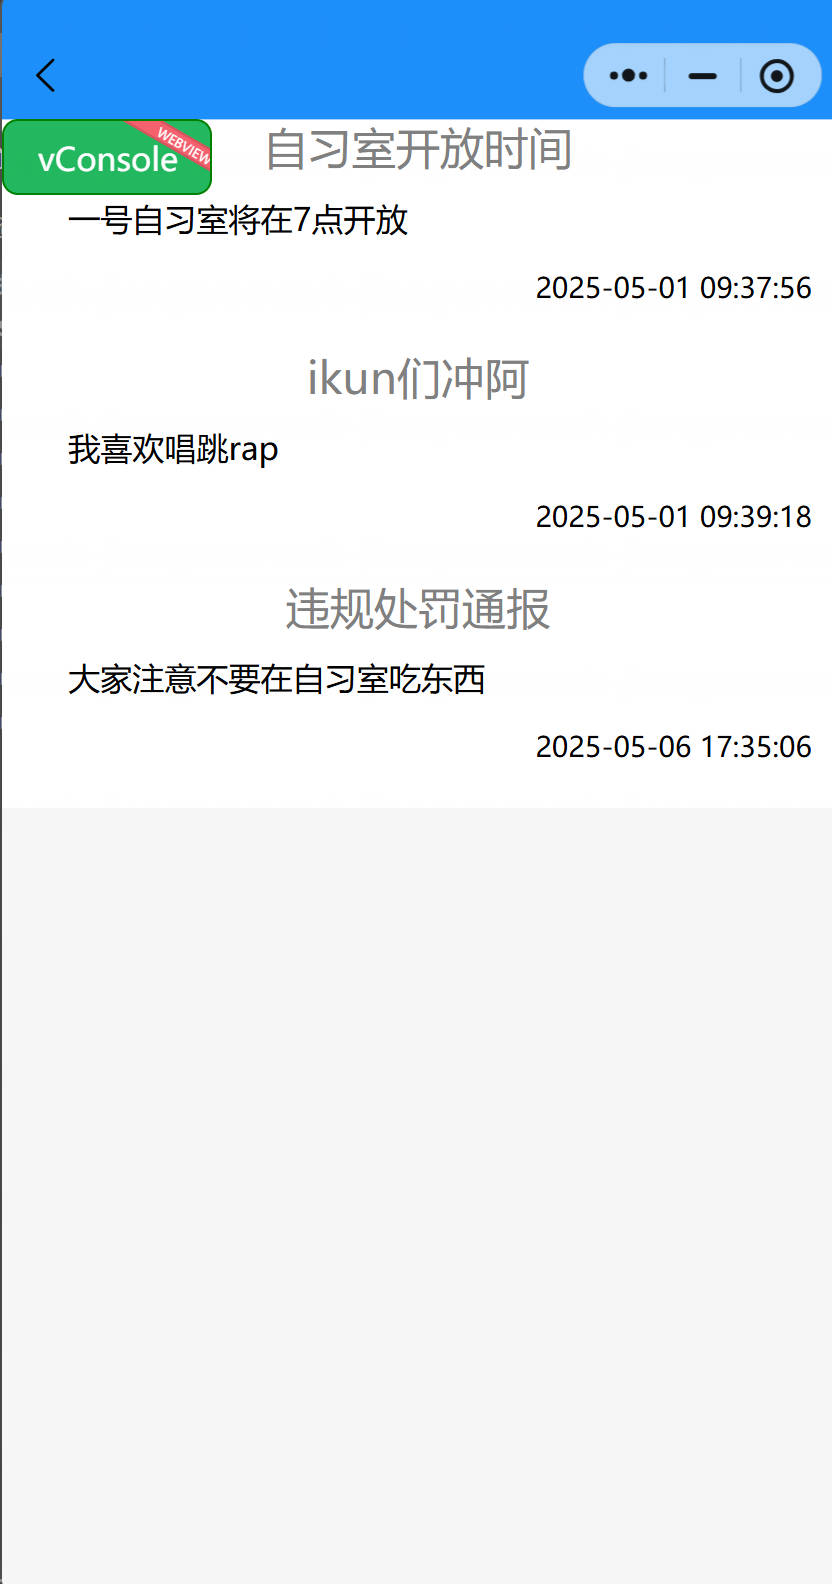 vConsole
WEBVIEW
自习室开放时间
一号自习室将在7点开放
2025-05-01 09:37:56
ikun们冲阿
我喜欢唱跳rap
2025-05-01 09:39:18
违规处罚通报
大家注意不要在自习室吃东西
2025-05-06 17:35:06